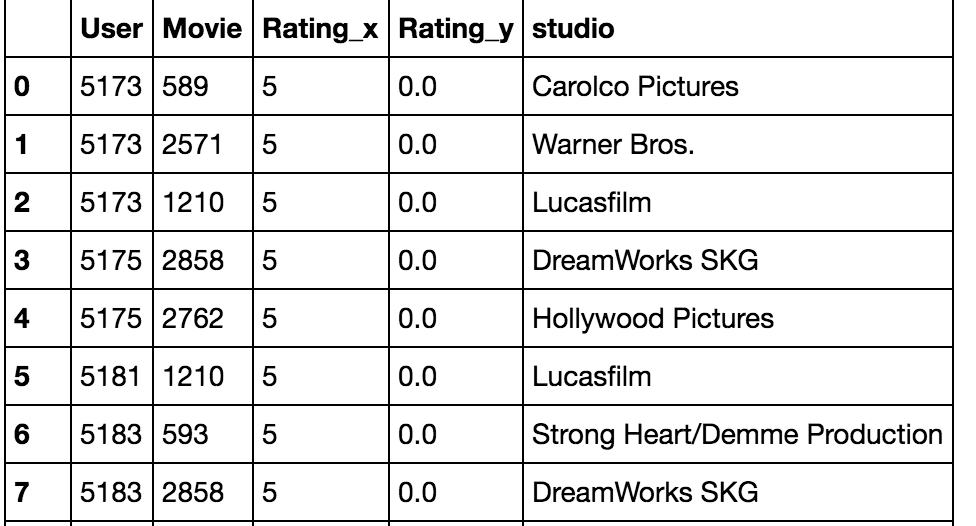 User Movie Rating_x Rating_y studio
0 5173 589 5 0.0 Carolco Pictures
1 5173 2571 5 0.0 Warner Bros.
2 5173 1210 5 0.0 Lucasfilm
3 5175 2858 5 0.0 DreamWorks SKG
4 5175 2762 5 0.0 Hollywood Pictures
5 5181 1210 5 0.0 Lucasfilm
6 5183 593 5 0.0 Strong Heart/Demme Production
7 5183 2858 5 0.0 DreamWorks SKG